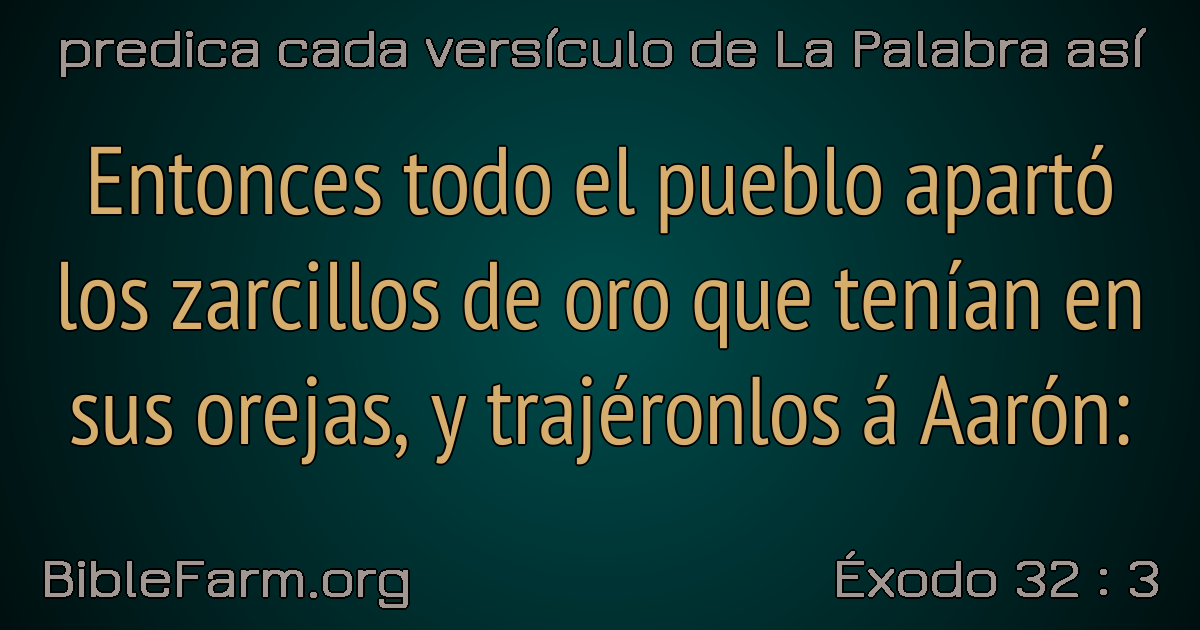 predica cada versículo de La Palabra así
Entonces todo el pueblo apartó
los zarcillos de oro que tenían en
sus orejas, y trajéronlos á Aarón:
BibleFarm.org
Éxodo 32 : 3